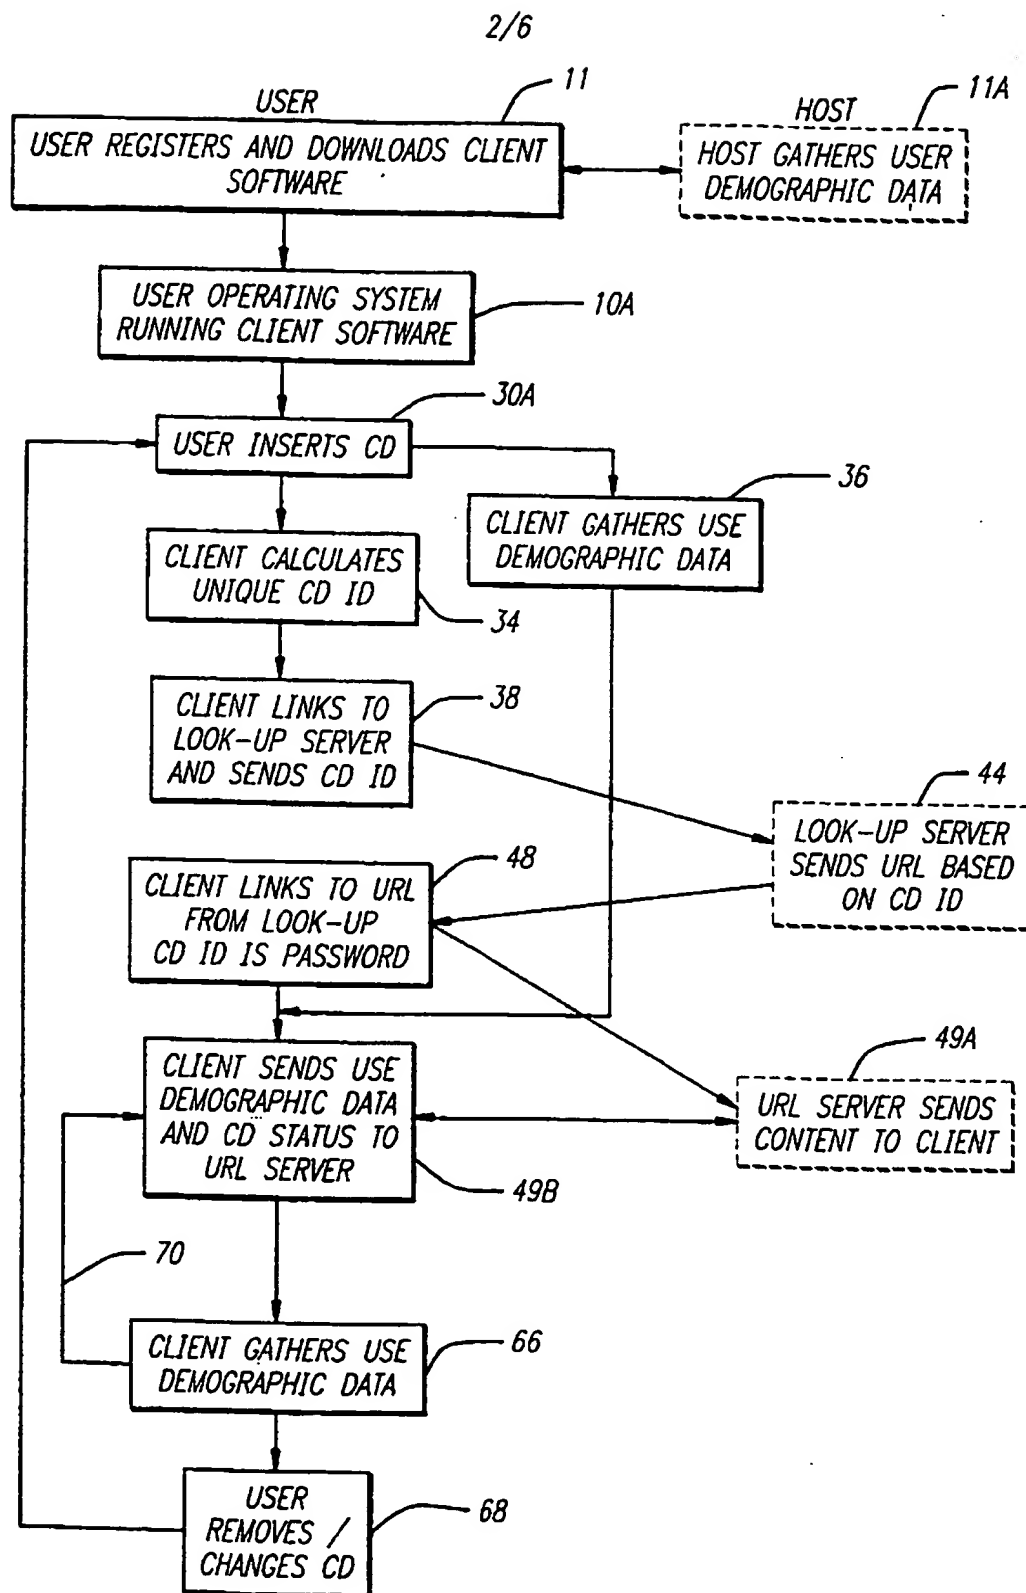 2/6
USER
11
USER REGISTERS AND DOWNLOADS CLIENT
SOFTWARE
HOST
11A
HOST GATHERS USER
DEMOGRAPHIC DATA
USER OPERATING SYSTEM
RUNNING CLIENT SOFTWARE
10A
30A
USER INSERTS CD
36
CLIENT GATHERS USE
DEMOGRAPHIC DATA
CLIENT CALCULATES
UNIQUE CD ID
34
CLIENT LINKS TO
LOOK-UP SERVER
AND SENDS CD ID
38
44
LOOK-UP SERVER
SENDS URL BASED
ON CD ID
48
CLIENT LINKS TO URL
FROM LOOK-UP
CD ID IS PASSWORD
CLIENT SENDS USE
DEMOGRAPHIC DATA
AND CD STATUS TO
URL SERVER
49B
49A
URL SERVER SENDS
CONTENT TO CLIENT
70
CLIENT GATHERS USE
DEMOGRAPHIC DATA
66
USER
REMOVES /
CHANGES CD
68